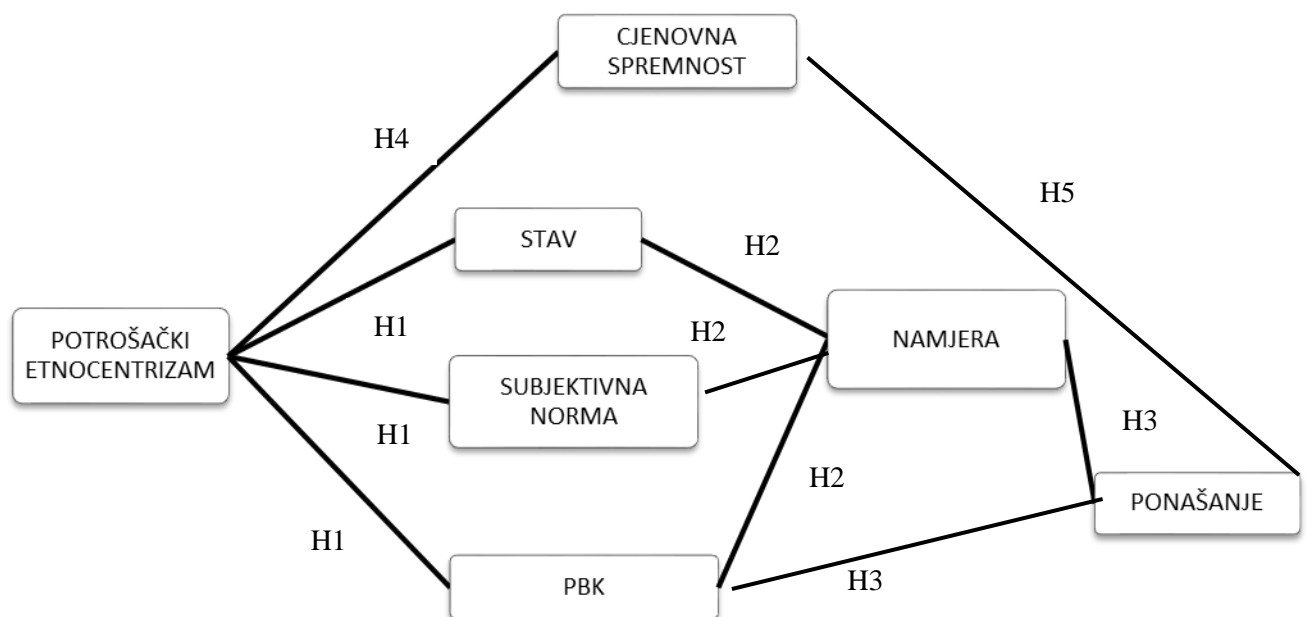 CJENOVNA
SPREMNOST
H4
H5
STAV
H2
H1
H2
POTROŠAČKI
ETNOCENTRIZAM
NAMJERA
SUBJEKTIVNA
NORMA
H1
H3
H2
PONAŠANJE
H1
PBK
H3